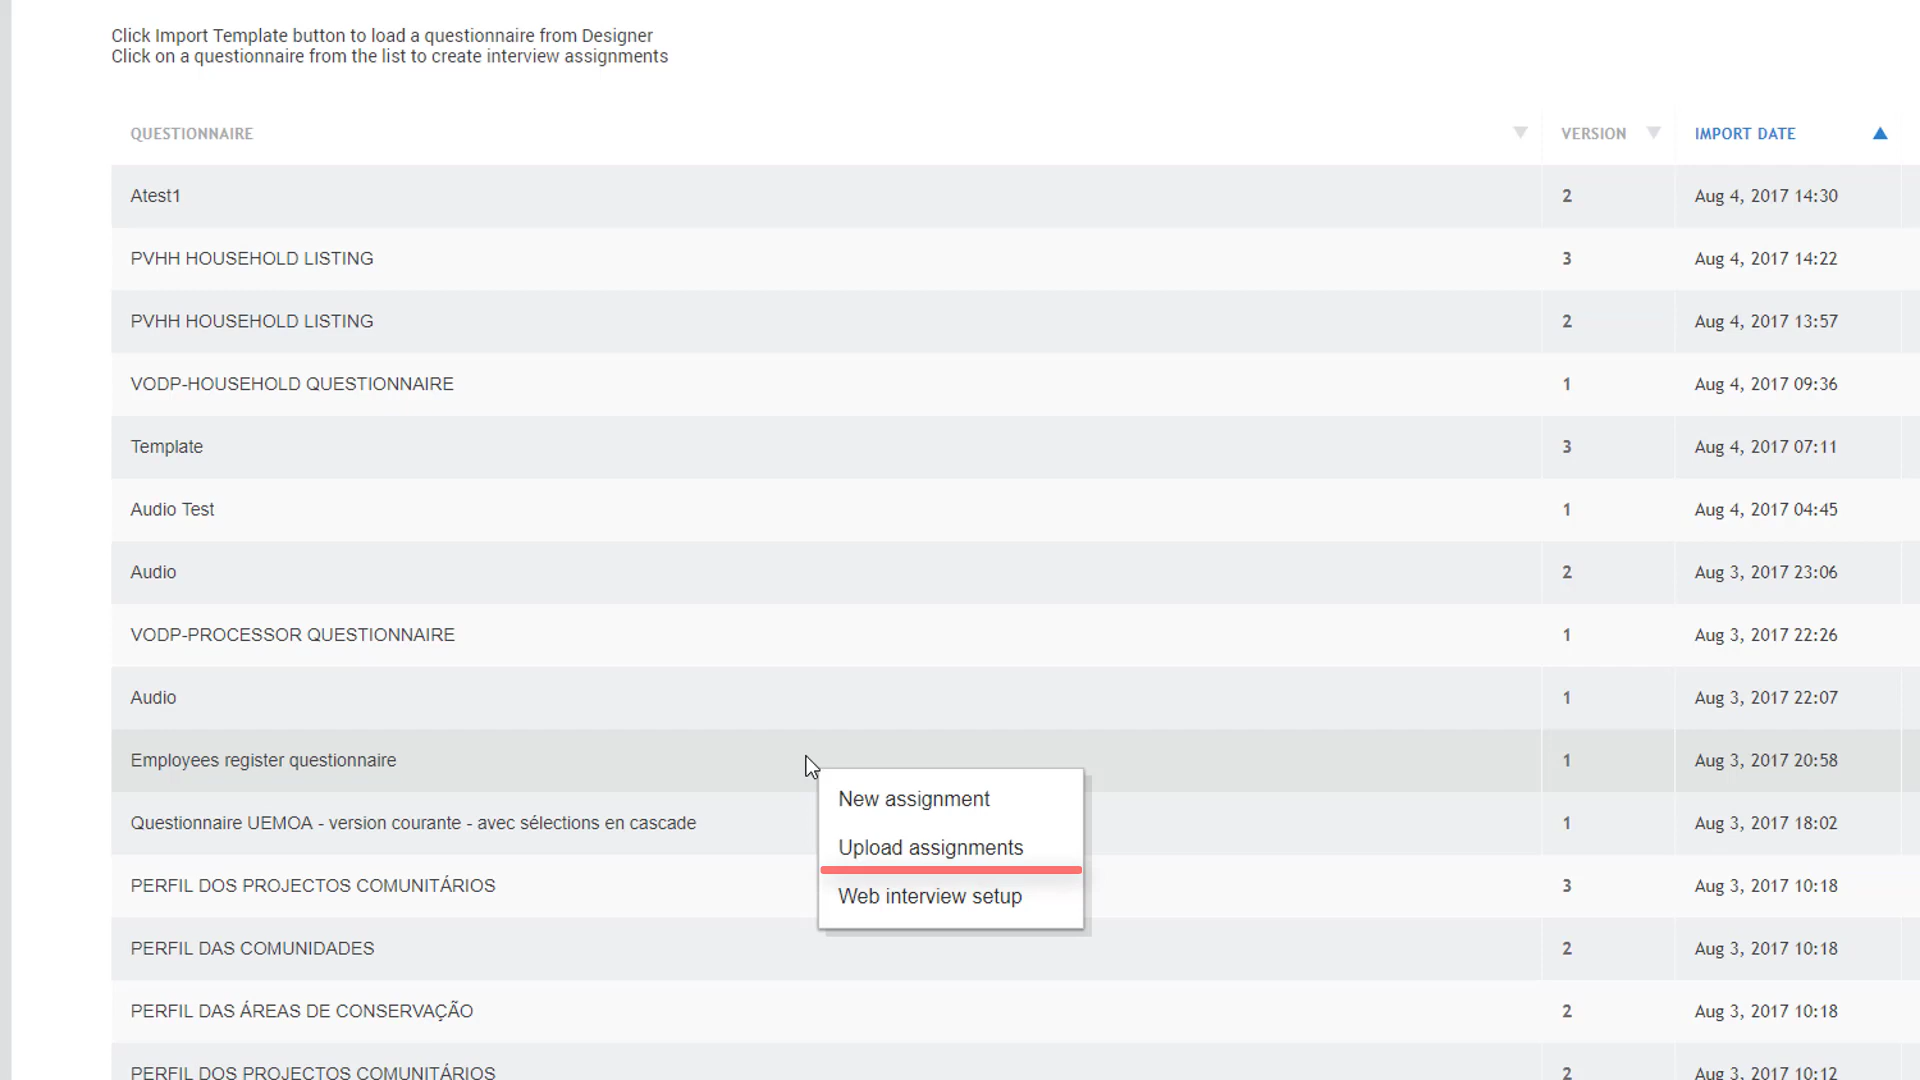 Click Import Template button to load a questionnaire from Designer
Click on a questionnaire from the list to create interview assignments
QUESTIONNAIRE VERSION IMPORT DATE
Atest1 2 Aug 4, 2017 14:30
PVHH HOUSEHOLD LISTING 3 Aug 4, 2017 14:22
PVHH HOUSEHOLD LISTING 2 Aug 4, 2017 13:57
VODP-HOUSEHOLD QUESTIONNAIRE 1 Aug 4, 2017 09:36
Template 3 Aug 4, 2017 07:11
Audio Test 1 Aug 4, 2017 04:45
Audio 2 Aug 3, 2017 23:06
VODP-PROCESSOR QUESTIONNAIRE 1 Aug 3, 2017 22:26
Audio 1 Aug 3, 2017 22:07
Employees register questionnaire 1 Aug 3, 2017 20:58
New assignment
Upload assignments
Web interview setup
Questionnaire UEMOA - version courante - avec sélections en cascade 1 Aug 3, 2017 18:02
PERFIL DOS PROJECTOS COMUNITÁRIOS 3 Aug 3, 2017 10:18
PERFIL DAS COMUNIDADES 2 Aug 3, 2017 10:18
PERFIL DAS ÁREAS DE CONSERVAÇÃO 2 Aug 3, 2017 10:18
PERFIL DOS PROJECTOS COMUNITÁRIOS 2 Aug 3, 2017 10:12